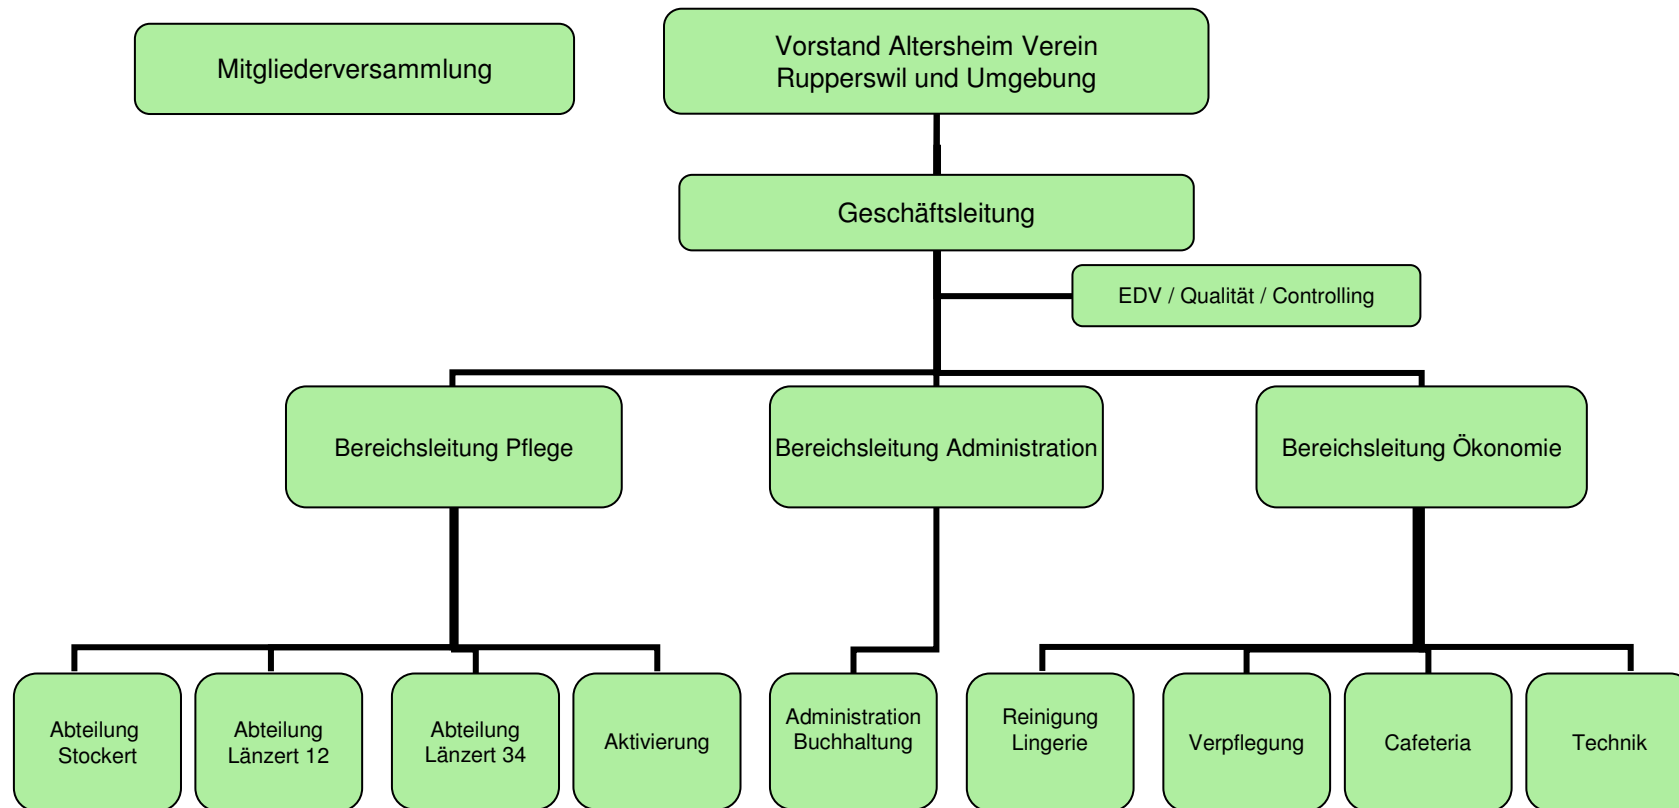 Mitgliederversammlung
Vorstand Altersheim Verein
Rupperswil und Umgebung
Geschäftsleitung
EDV / Qualität / Controlling
Bereichsleitung Pflege
Bereichsleitung Administration
Bereichsleitung Ökonomie
Abteilung
Stockert
Abteilung
Länzert 12
Abteilung
Länzert 34
Aktivierung
Administration
Buchhaltung
Reinigung
Lingerie
Verpflegung
Cafeteria
Technik